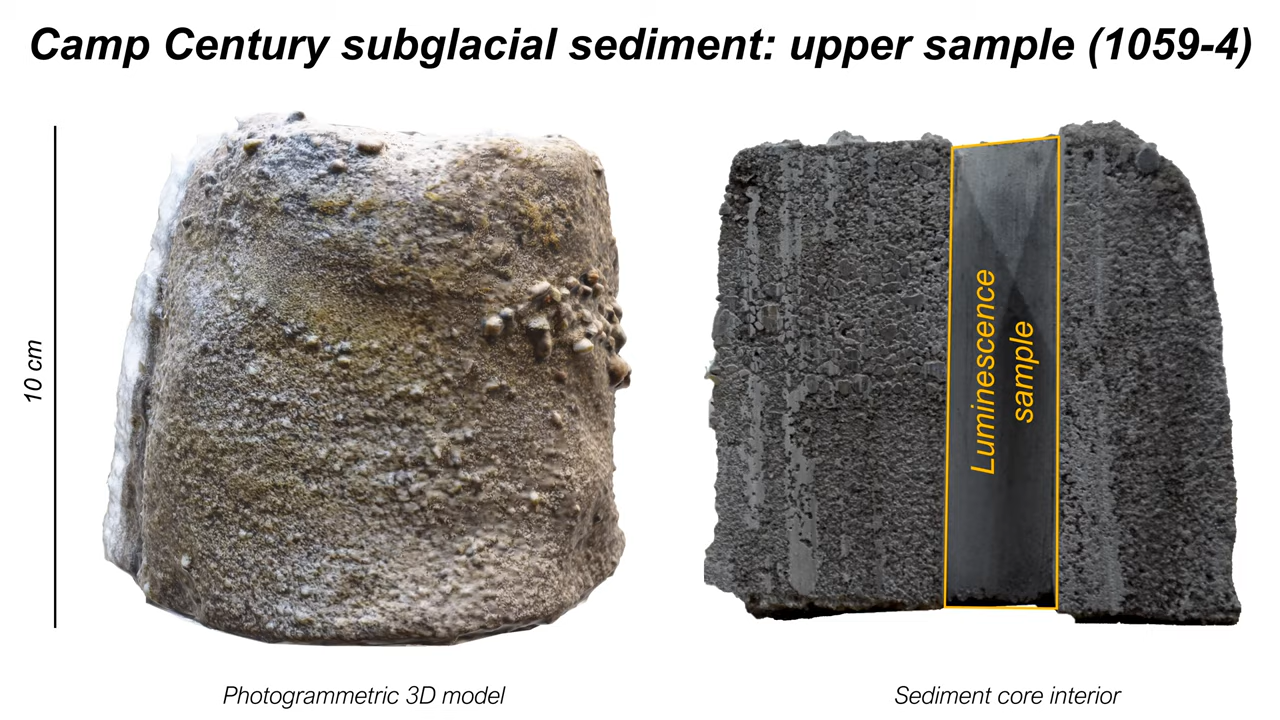 Camp Century subglacial sediment: upper sample (1059-4)
10 cm
Luminescence
sample
Photogrammetric 3D model
Sediment core interior